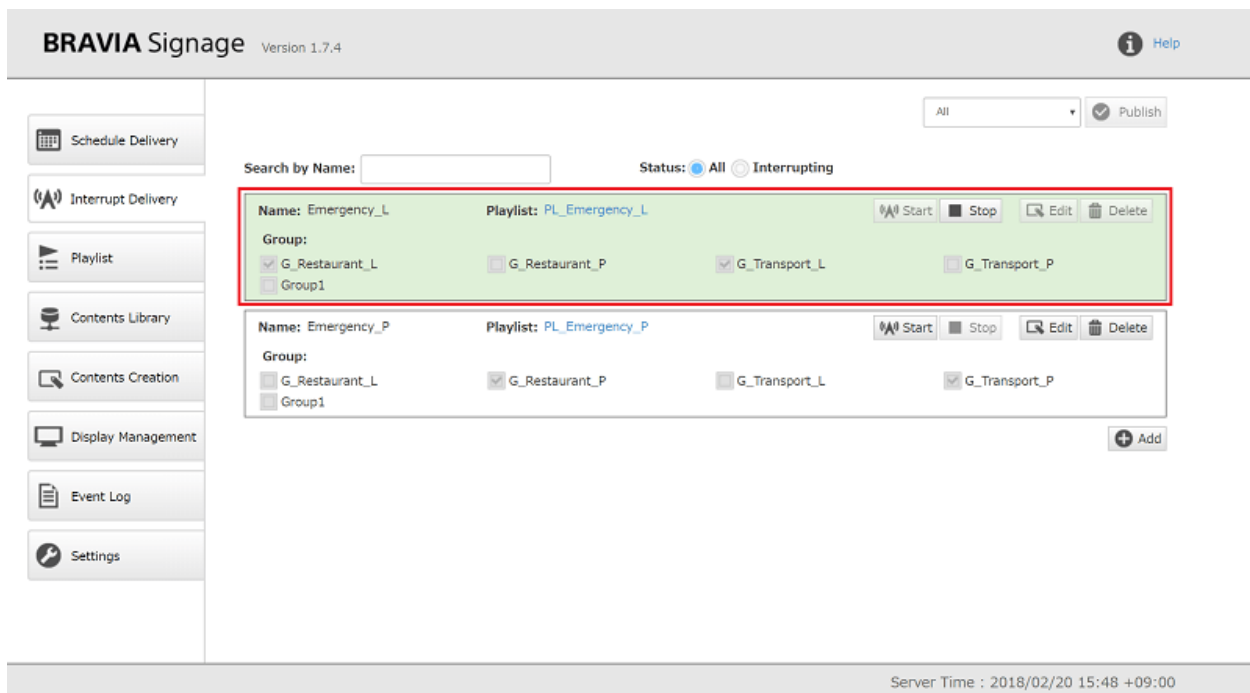 BRAVIA Signage Version 1.7.4 Help
All Publish
Schedule Delivery
Search by Name: Status: All Interrupting
Interrupt Delivery
Name: Emergency_L Playlist: PL_Emergency_L Start Stop Edit Delete
Group:
G_Restaurant_L G_Restaurant_P G_Transport_L G_Transport_P
Group1
Playlist
Contents Library
Name: Emergency_P Playlist: PL_Emergency_P Start Stop Edit Delete
Group:
G_Restaurant_L G_Restaurant_P G_Transport_L G_Transport_P
Group1
Contents Creation
Display Management
Add
Event Log
Settings
Server Time : 2018/02/20 15:48 +09:00